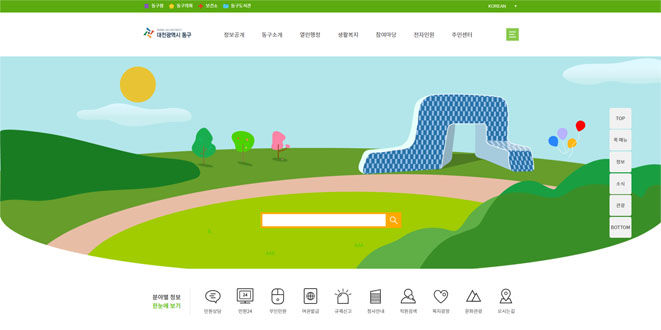 동구청 동구의회 보건소 동구도서관
KOREAN
대전광역시 동구
정보공개 동구소개 열린행정 생활복지 참여마당 전자민원 주민센터
TOP
퀵 메뉴
정보
소식
관광
BOTTOM
분야별 정보
한눈에 보기
24
민원상담 민원24 무인민원 여권발급 규제신고 청사안내 직원검색 복지광장 문화관광 오시는길